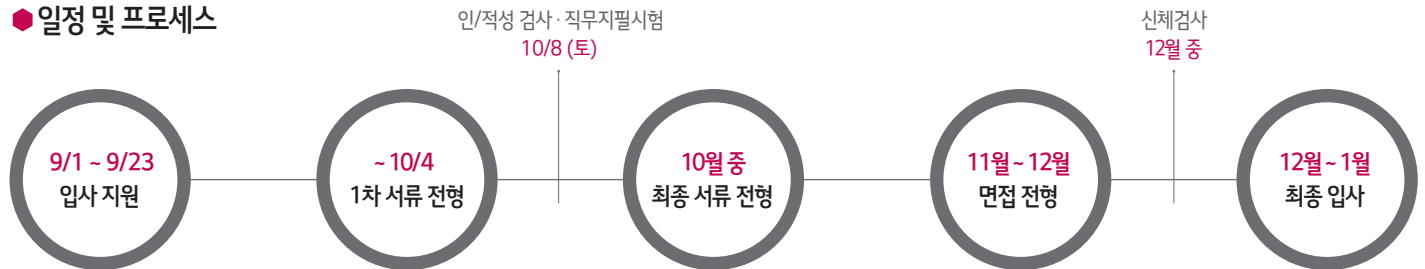 일정 및 프로세스
인/적성 검사 · 직무지필시험
10/8 (토)
신체검사
12월 중
9/1 ~ 9/23
입사 지원
~ 10/4
1차 서류 전형
10월 중
최종 서류 전형
11월 ~ 12월
면접 전형
12월 ~ 1월
최종 입사